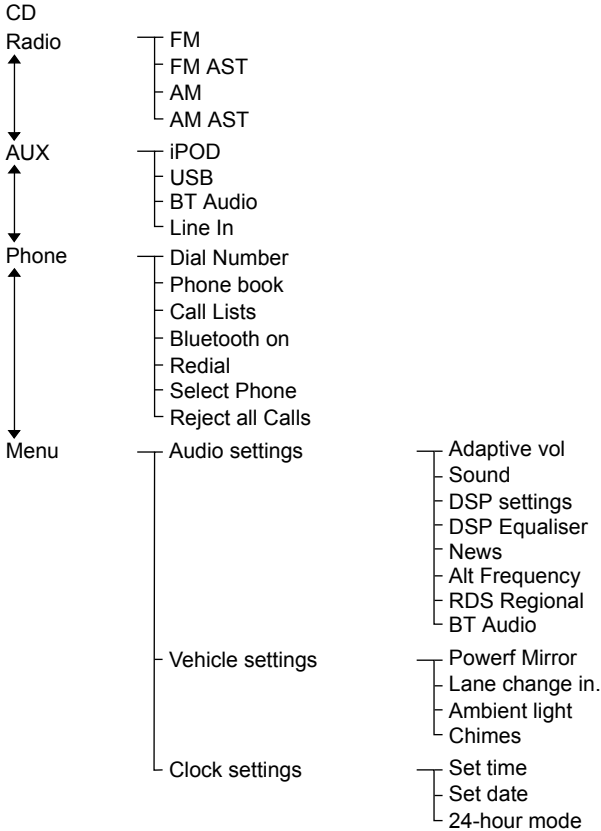 CD
Radio
FM
FM AST
AM
AM AST
AUX
iPOD
USB
BT Audio
Line In
Phone
Dial Number
Phone book
Call Lists
Bluetooth on
Redial
Select Phone
Reject all Calls
Menu
Audio settings
Adaptive vol
Sound
DSP settings
DSP Equaliser
News
Alt Frequency
RDS Regional
BT Audio
Vehicle settings
Powerf Mirror
Lane change in.
Ambient light
Chimes
Clock settings
Set time
Set date
24-hour mode